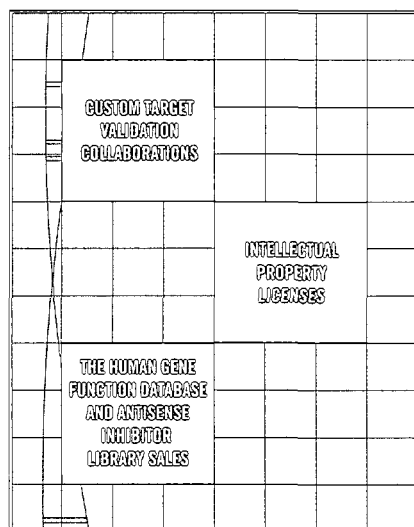 CUSTOM TARGET
VALIDATION
COLLABORATIONS
INTELLECTUAL
PROPERTY
LICENSES
THE HUMAN GENE
FUNCTION DATABASE
AND ANTISENSE
INHIBITOR
LIBRARY SALES